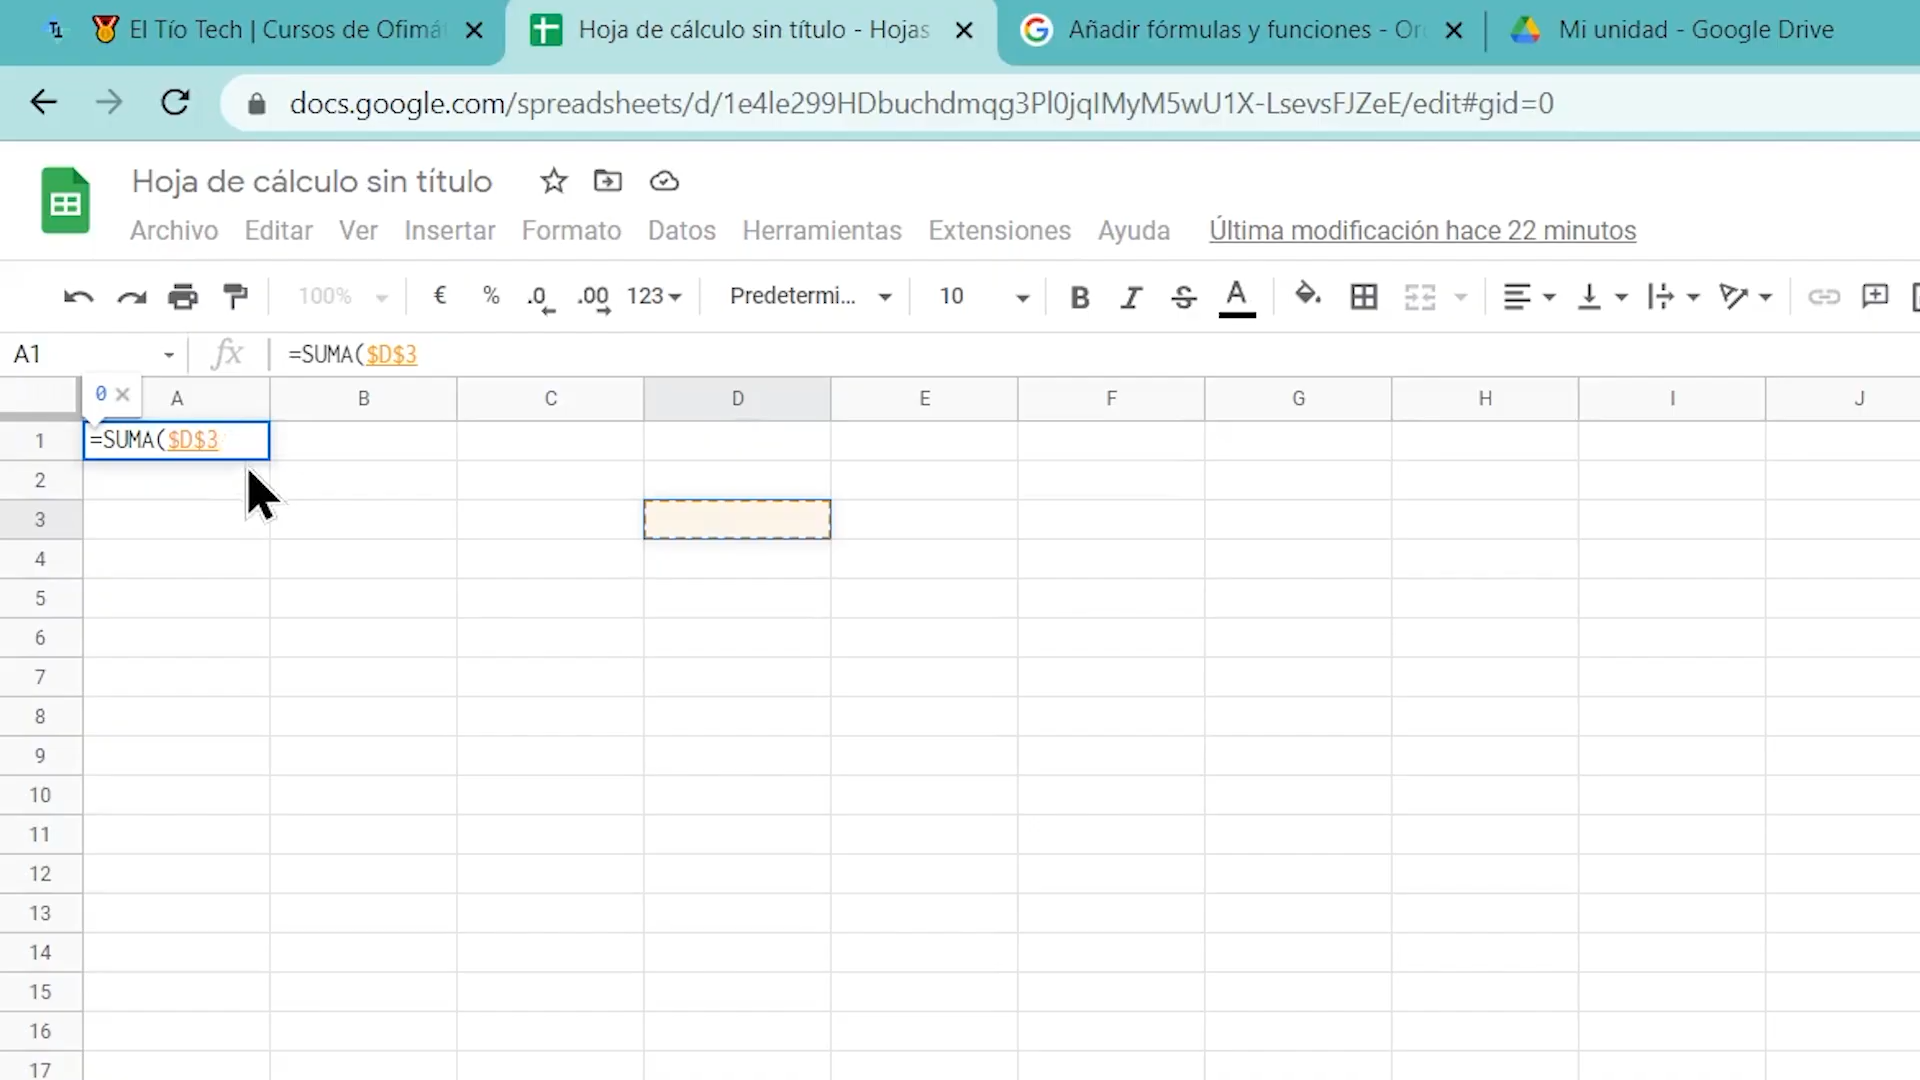 El Tío Tech | Cursos de Ofimát
Hoja de cálculo sin título - Hojas
Añadir fórmulas y funciones - Or
Mi unidad - Google Drive
docs.google.com/spreadsheets/d/1e4le299HDbuchdmqg3Pl0jqIMyM5wU1X-LsevsFJZeE/edit#gid=0
Hoja de cálculo sin título
Archivo Editar Ver Insertar Formato Datos Herramientas Extensiones Ayuda Última modificación hace 22 minutos
100% € % .0 .00 123 Predetermi... 10 B I S A
A1 fx =SUMA($D$3
0
A B C D E F G H I J
1 =SUMA($D$3
2
3
4
5
6
7
8
9
10
11
12
13
14
15
16
17